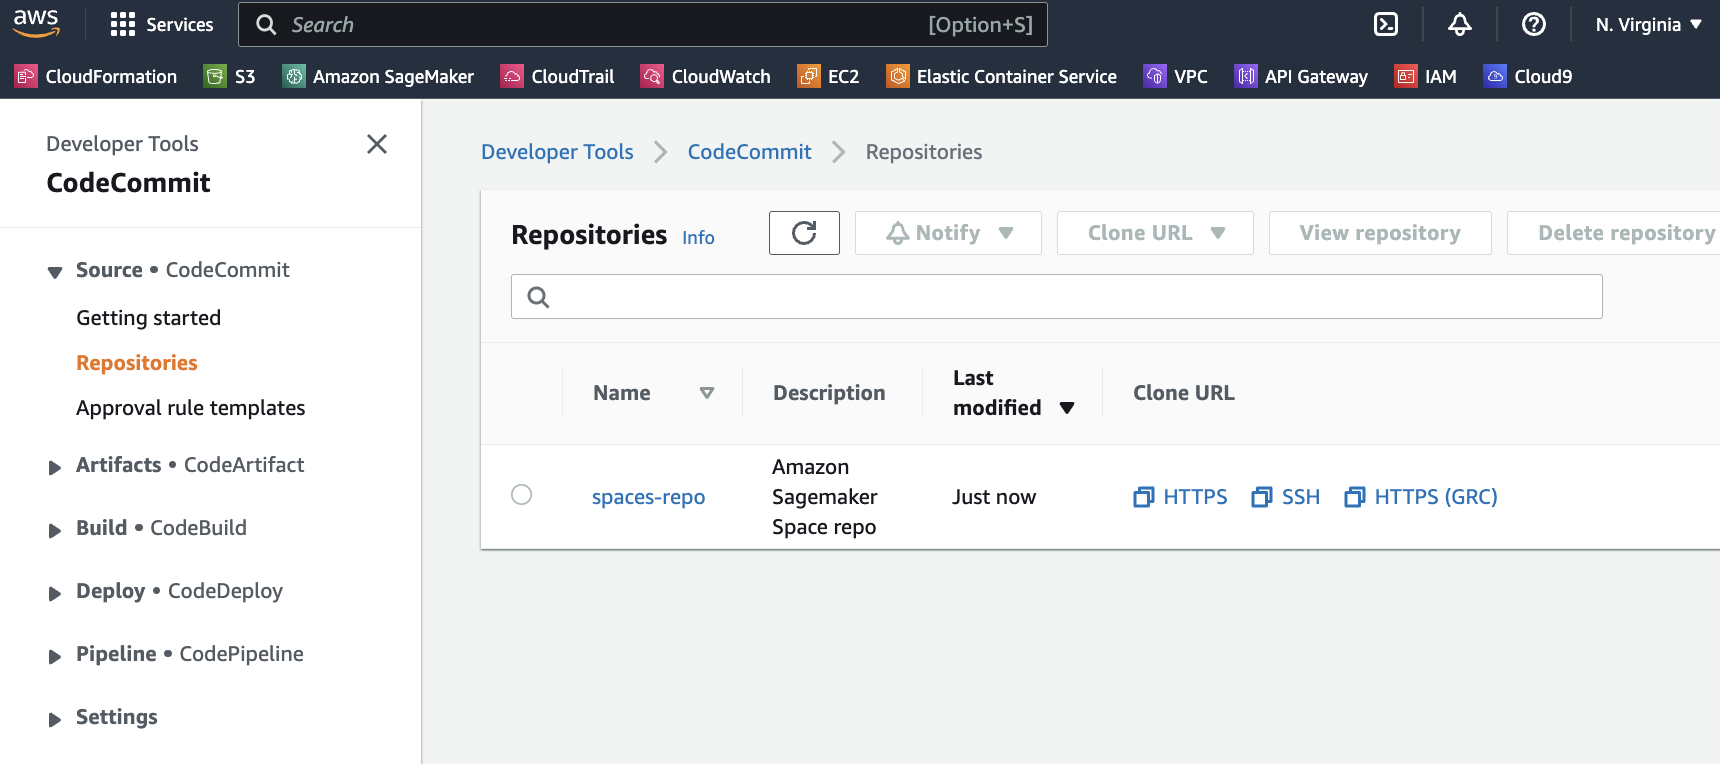 aws Services Search [Option+S] N. Virginia
CloudFormation S3 Amazon SageMaker CloudTrail CloudWatch EC2 Elastic Container Service VPC API Gateway IAM Cloud9
Developer Tools
CodeCommit
Source • CodeCommit
Getting started
Repositories
Approval rule templates
Artifacts • CodeArtifact
Build • CodeBuild
Deploy • CodeDeploy
Pipeline • CodePipeline
Settings
Developer Tools CodeCommit Repositories
Repositories Info Notify Clone URL View repository Delete repository
Name Description Last modified Clone URL
spaces-repo
Amazon
Sagemaker
Space repo
Just now HTTPS SSH HTTPS (GRC)